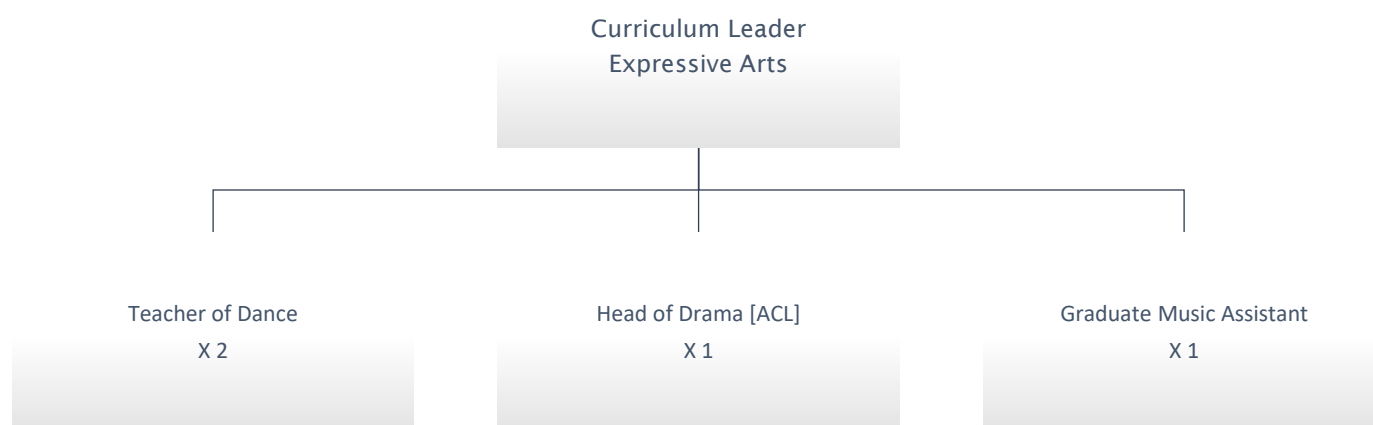 Curriculum Leader
Expressive Arts
Teacher of Dance
X 2
Head of Drama [ACL]
X 1
Graduate Music Assistant
X 1